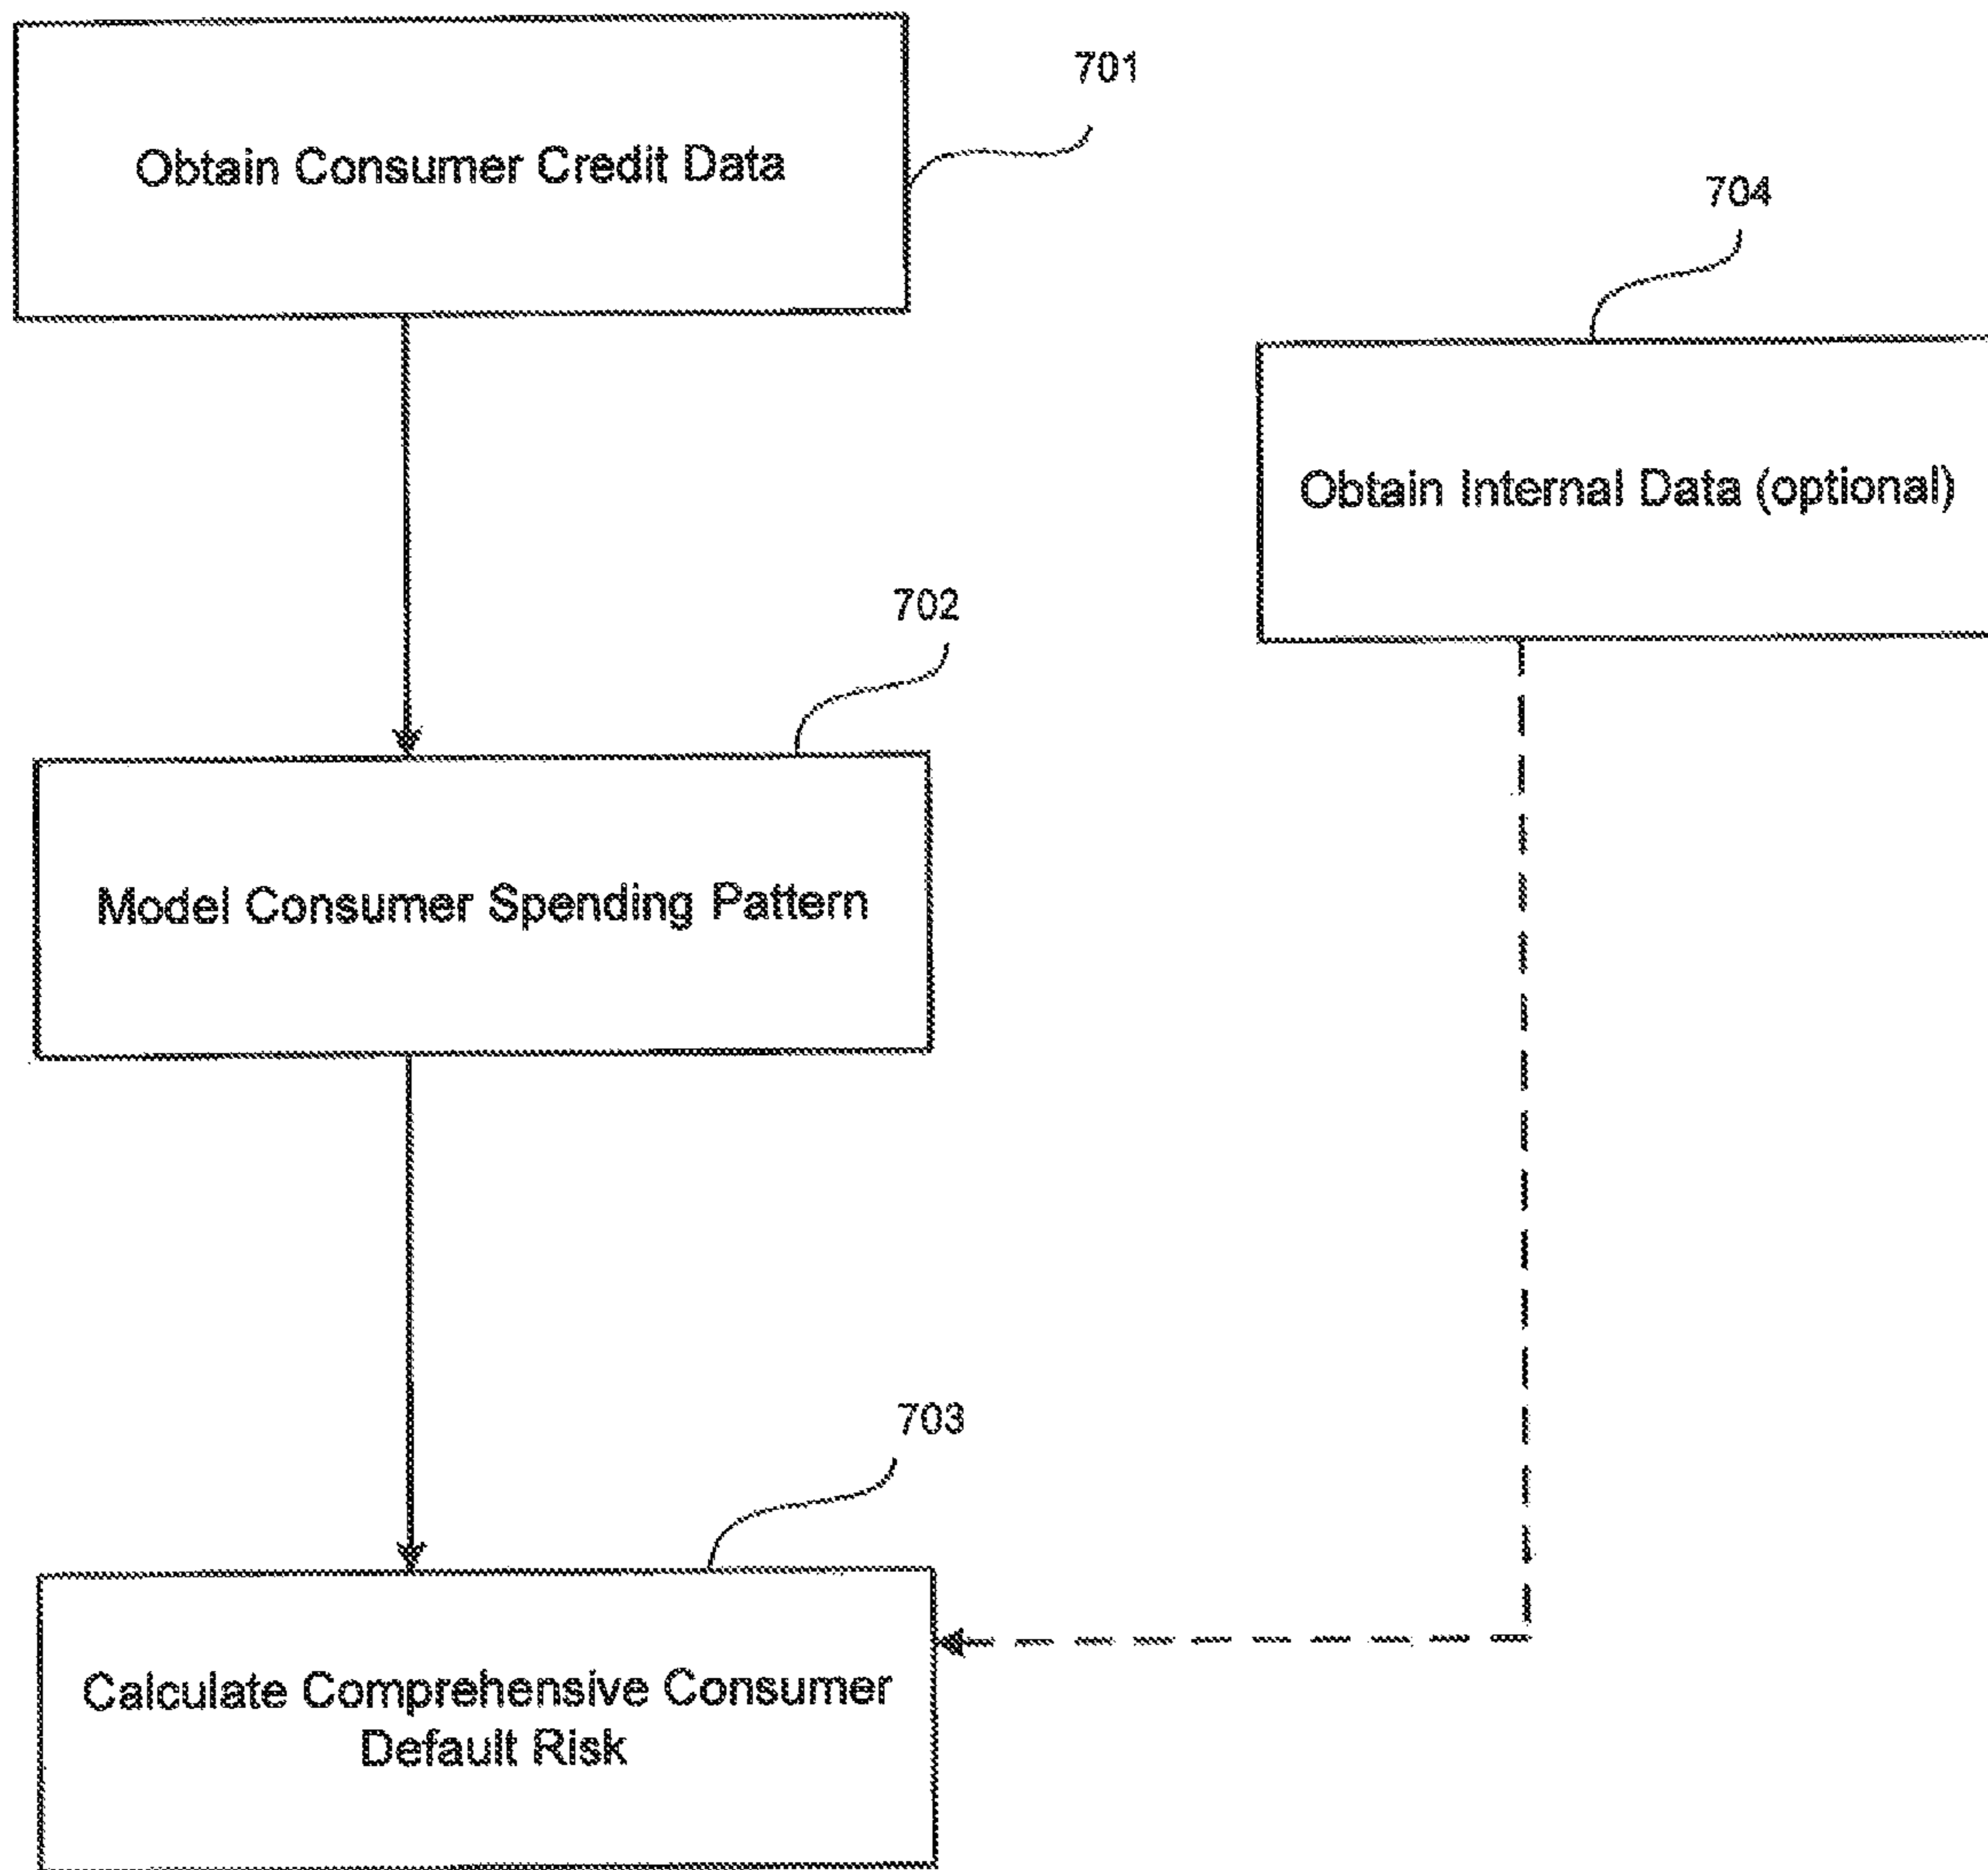 701
Obtain Consumer Credit Data
704
Obtain Internal Data (optional)
702
Model Consumer Spending Pattern
703
Calculate Comprehensive Consumer
Default Risk